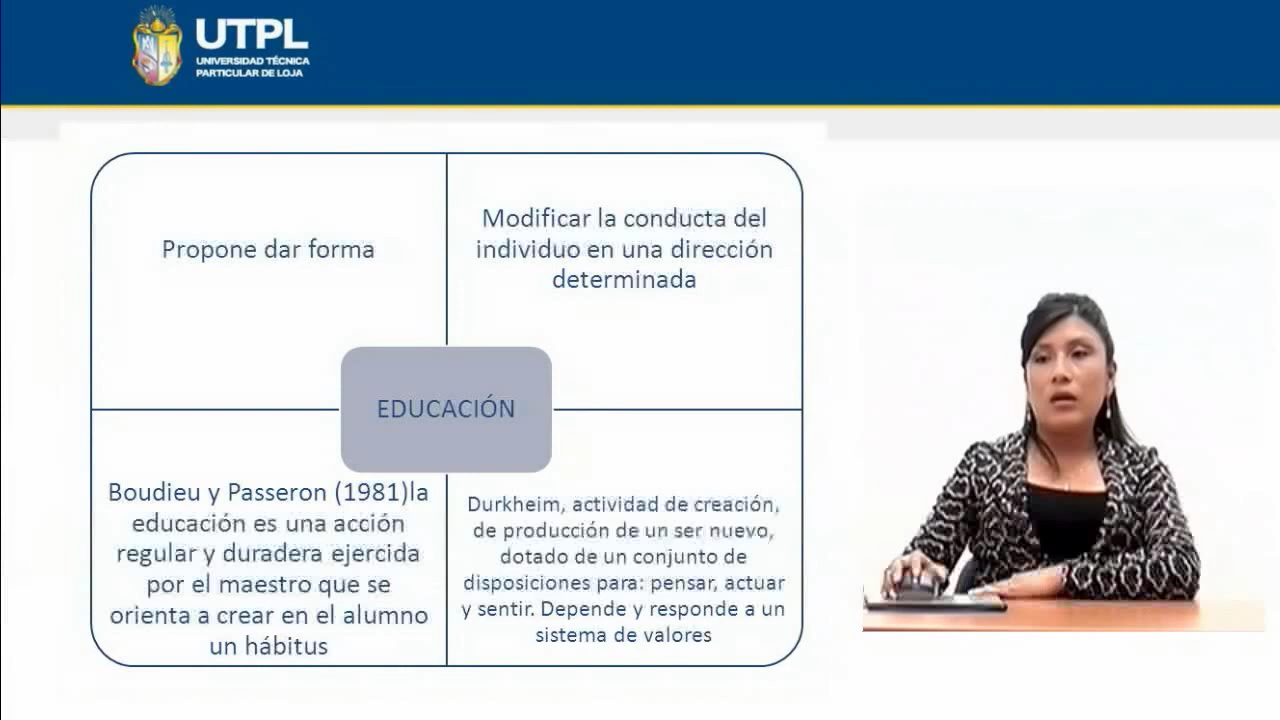 UTPL
UNIVERSIDAD TÉCNICA
PARTICULAR DE LOJA
Propone dar forma
Modificar la conducta del
individuo en una dirección
determinada
EDUCACIÓN
Boudieu y Passeron (1981)la
educación es una acción
regular y duradera ejercida
por el maestro que se
orienta a crear en el alumno
un hábitus
Durkheim, actividad de creación,
de producción de un ser nuevo,
dotado de un conjunto de
disposiciones para: pensar, actuar
y sentir. Depende y responde a un
sistema de valores